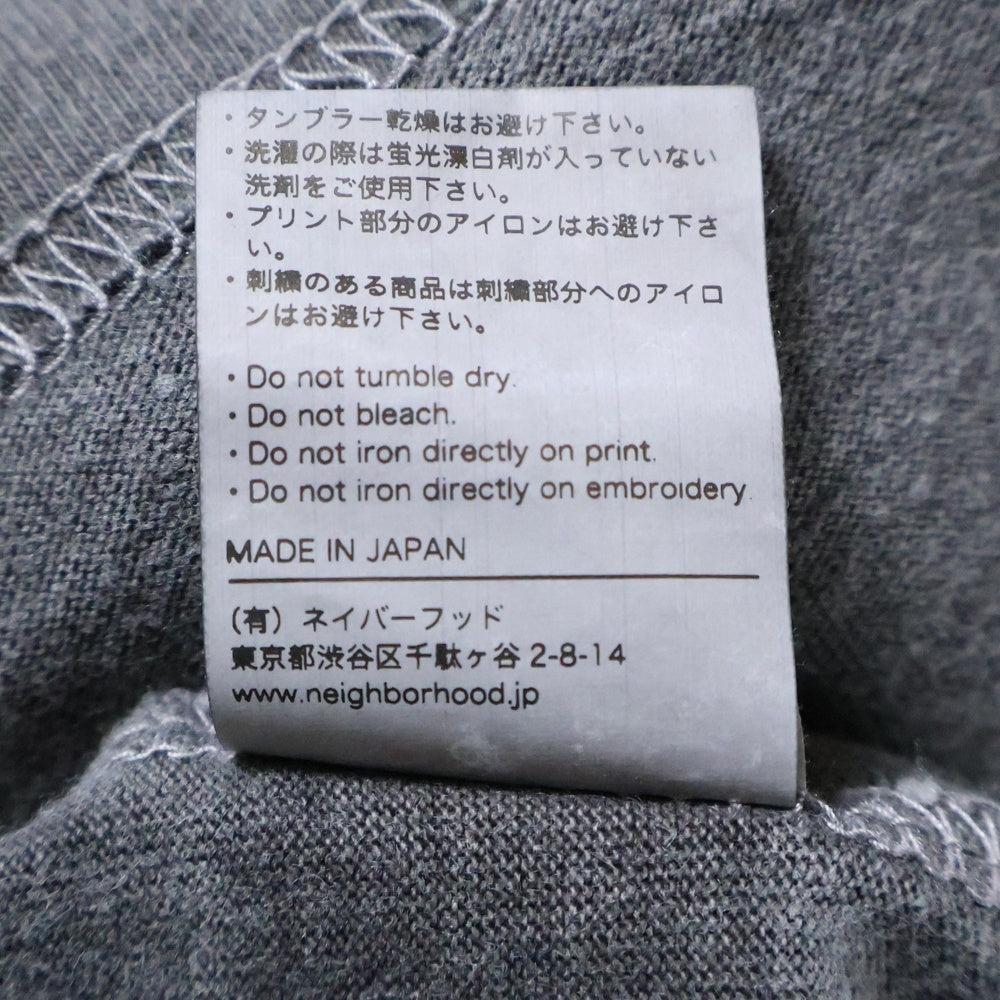 ・タンブラー乾燥はお避け下さい。
・洗濯の際は蛍光漂白剤が入っていない
洗剤をご使用下さい。
・プリント部分のアイロンはお避け下さ
い。
・刺繍のある商品は刺繍部分へのアイロ
ンはお避け下さい。
・Do not tumble dry.
・Do not bleach.
・Do not iron directly on print.
・Do not iron directly on embroidery.
MADE IN JAPAN
(有) ネイバーフッド
東京都渋谷区千駄ヶ谷 2-8-14
www.neighborhood.jp